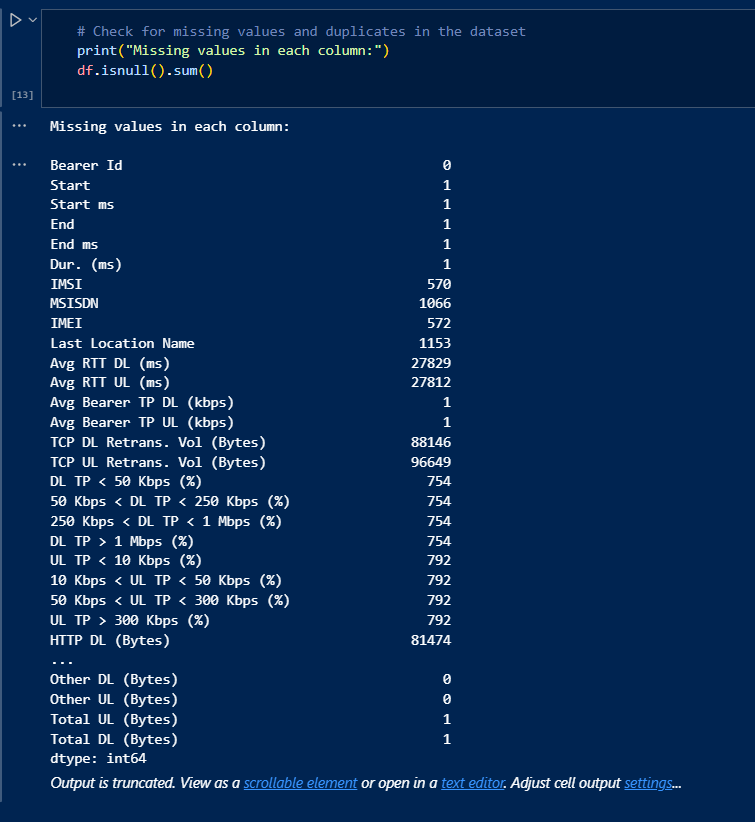 # Check for missing values and duplicates in the dataset
print("Missing values in each column:")
df.isnull().sum()
[13]
... Missing values in each column:
... Bearer Id 0
Start 1
Start ms 1
End 1
End ms 1
Dur. (ms) 1
IMSI 570
MSISDN 1066
IMEI 572
Last Location Name 1153
Avg RTT DL (ms) 27829
Avg RTT UL (ms) 27812
Avg Bearer TP DL (kbps) 1
Avg Bearer TP UL (kbps) 1
TCP DL Retrans. Vol (Bytes) 88146
TCP UL Retrans. Vol (Bytes) 96649
DL TP < 50 Kbps (%) 754
50 Kbps < DL TP < 250 Kbps (%) 754
250 Kbps < DL TP < 1 Mbps (%) 754
DL TP > 1 Mbps (%) 754
UL TP < 10 Kbps (%) 792
10 Kbps < UL TP < 50 Kbps (%) 792
50 Kbps < UL TP < 300 Kbps (%) 792
UL TP > 300 Kbps (%) 792
HTTP DL (Bytes) 81474
...
Other DL (Bytes) 0
Other UL (Bytes) 0
Total UL (Bytes) 1
Total DL (Bytes) 1
dtype: int64
Output is truncated. View as a scrollable element or open in a text editor. Adjust cell output settings...